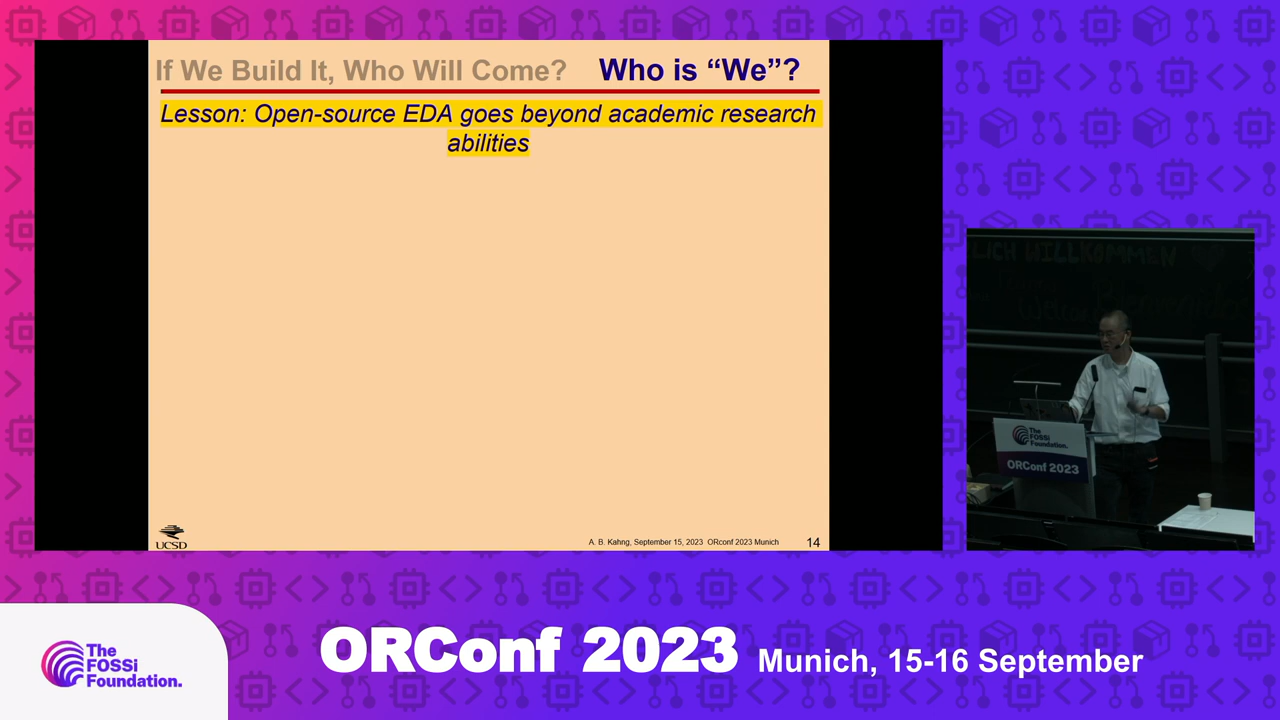 If We Build It, Who Will Come? Who is “We”?
Lesson: Open-source EDA goes beyond academic research
abilities
UCSD
A. B. Kahng, September 15, 2023 ORconf 2023 Munich
14
LICH WILLKOMMEN
The
FOSSi
Foundation.
ORConf 2023
The
FOSSi
Foundation.
ORConf 2023 Munich, 15-16 September